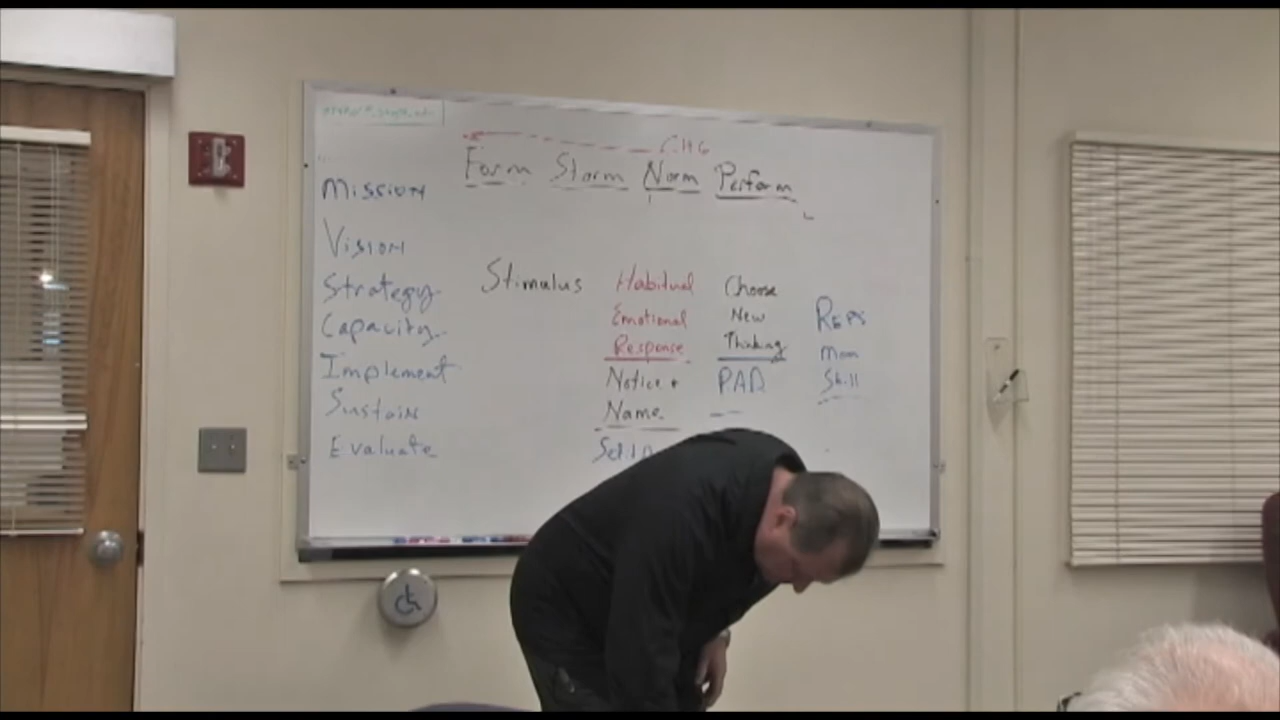 CHG
Form Storm Norm Perform
Mission
Vision
Strategy
Capacity
Implement
Sustain
Evaluate
Stimulus
Habitual
Emotional
Response
Notice +
Name
Choose
New
Thinking
PAD
Reps
Mom
Skill